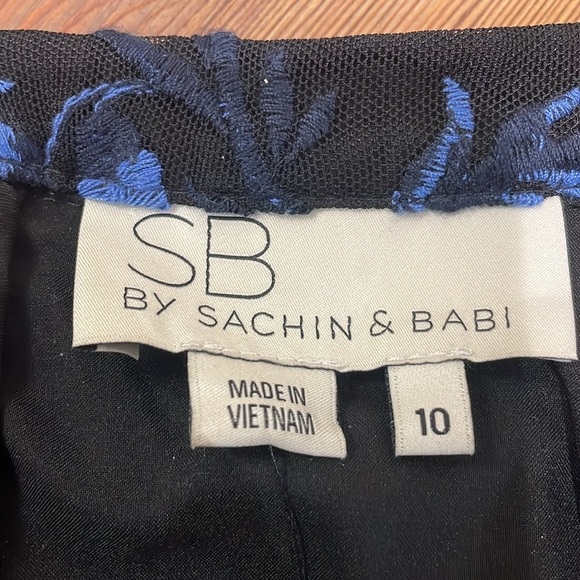 SB
BY SACHIN & BABI
MADE IN
VIETNAM
10